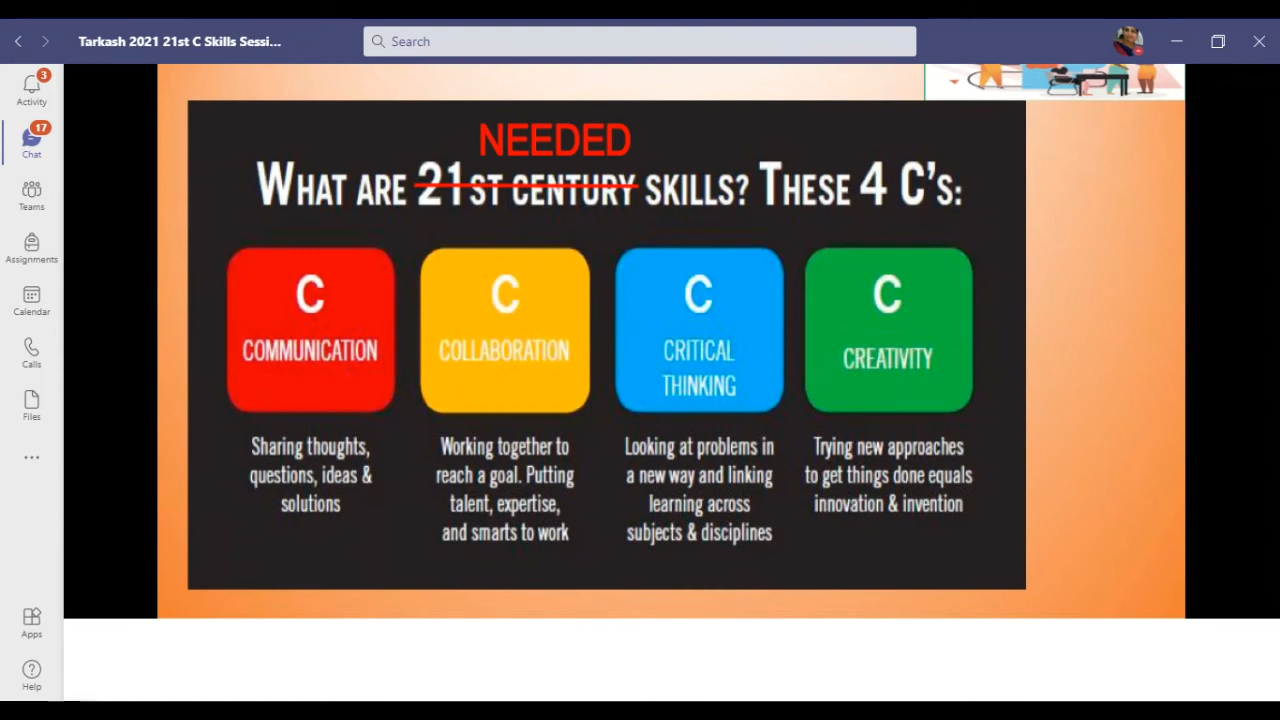 Tarkash 2021 21st C Skills Sessi...
Search
3
Activity
17
Chat
Teams
Assignments
Calendar
Calls
Files
Apps
Help
NEEDED
WHAT ARE 21ST CENTURY SKILLS? THESE 4 C'S:
C
COMMUNICATION
Sharing thoughts,
questions, ideas &
solutions
C
COLLABORATION
Working together to
reach a goal. Putting
talent, expertise,
and smarts to work
C
CRITICAL
THINKING
Looking at problems in
a new way and linking
learning across
subjects & disciplines
C
CREATIVITY
Trying new approaches
to get things done equals
innovation & invention